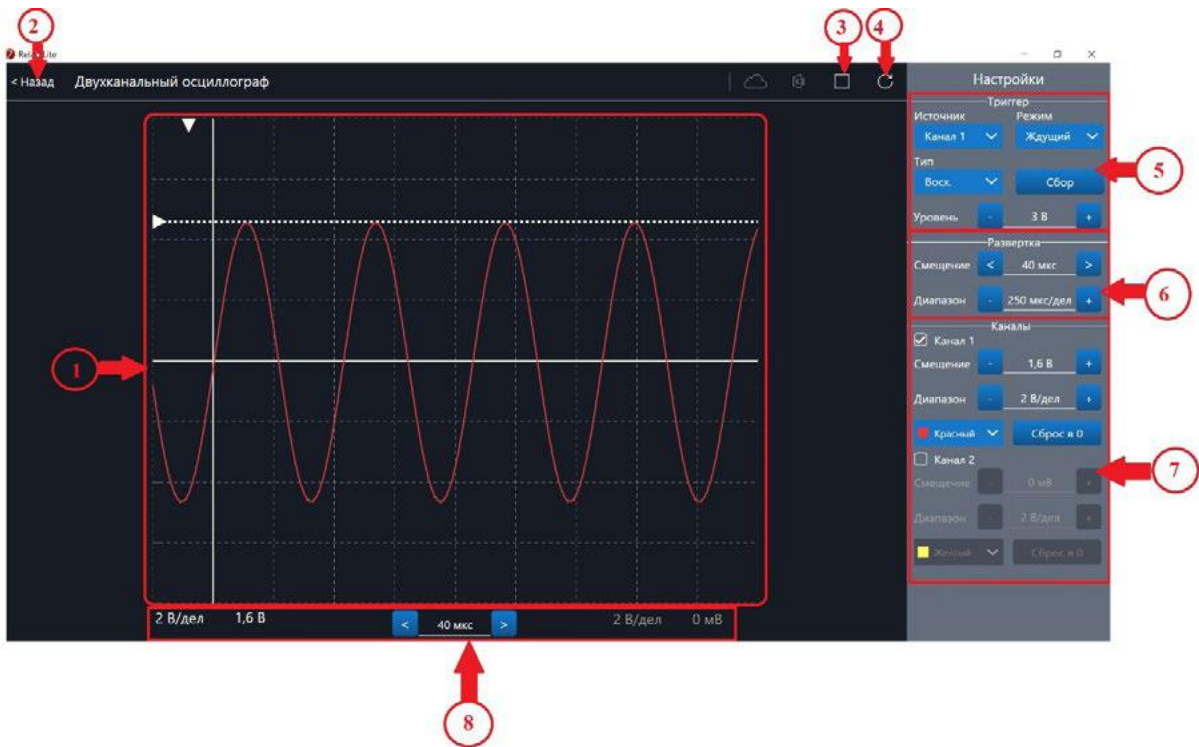 2
3
4
Lite
< Назад
Двухканальный осциллограф
Настройки
Триггер
Источник
Режим
Канал 1
Ждущий
Тип
Восх.
Сбор
5
Уровень
-
3 В
+
Развертка
Смещение
<
40 мкс
>
6
Диапазон
-
250 мкс/дел
+
Каналы
Канал 1
1
Смещение
-
1,6 В
+
Диапазон
-
2 В/дел
+
Красный
Сброс в 0
Канал 2
7
Смещение
-
0 мВ
+
Диапазон
-
2 В/дел
+
Желтый
Сброс в 0
2 В/дел
1,6 В
<
40 мкс
>
2 В/дел
0 мВ
8